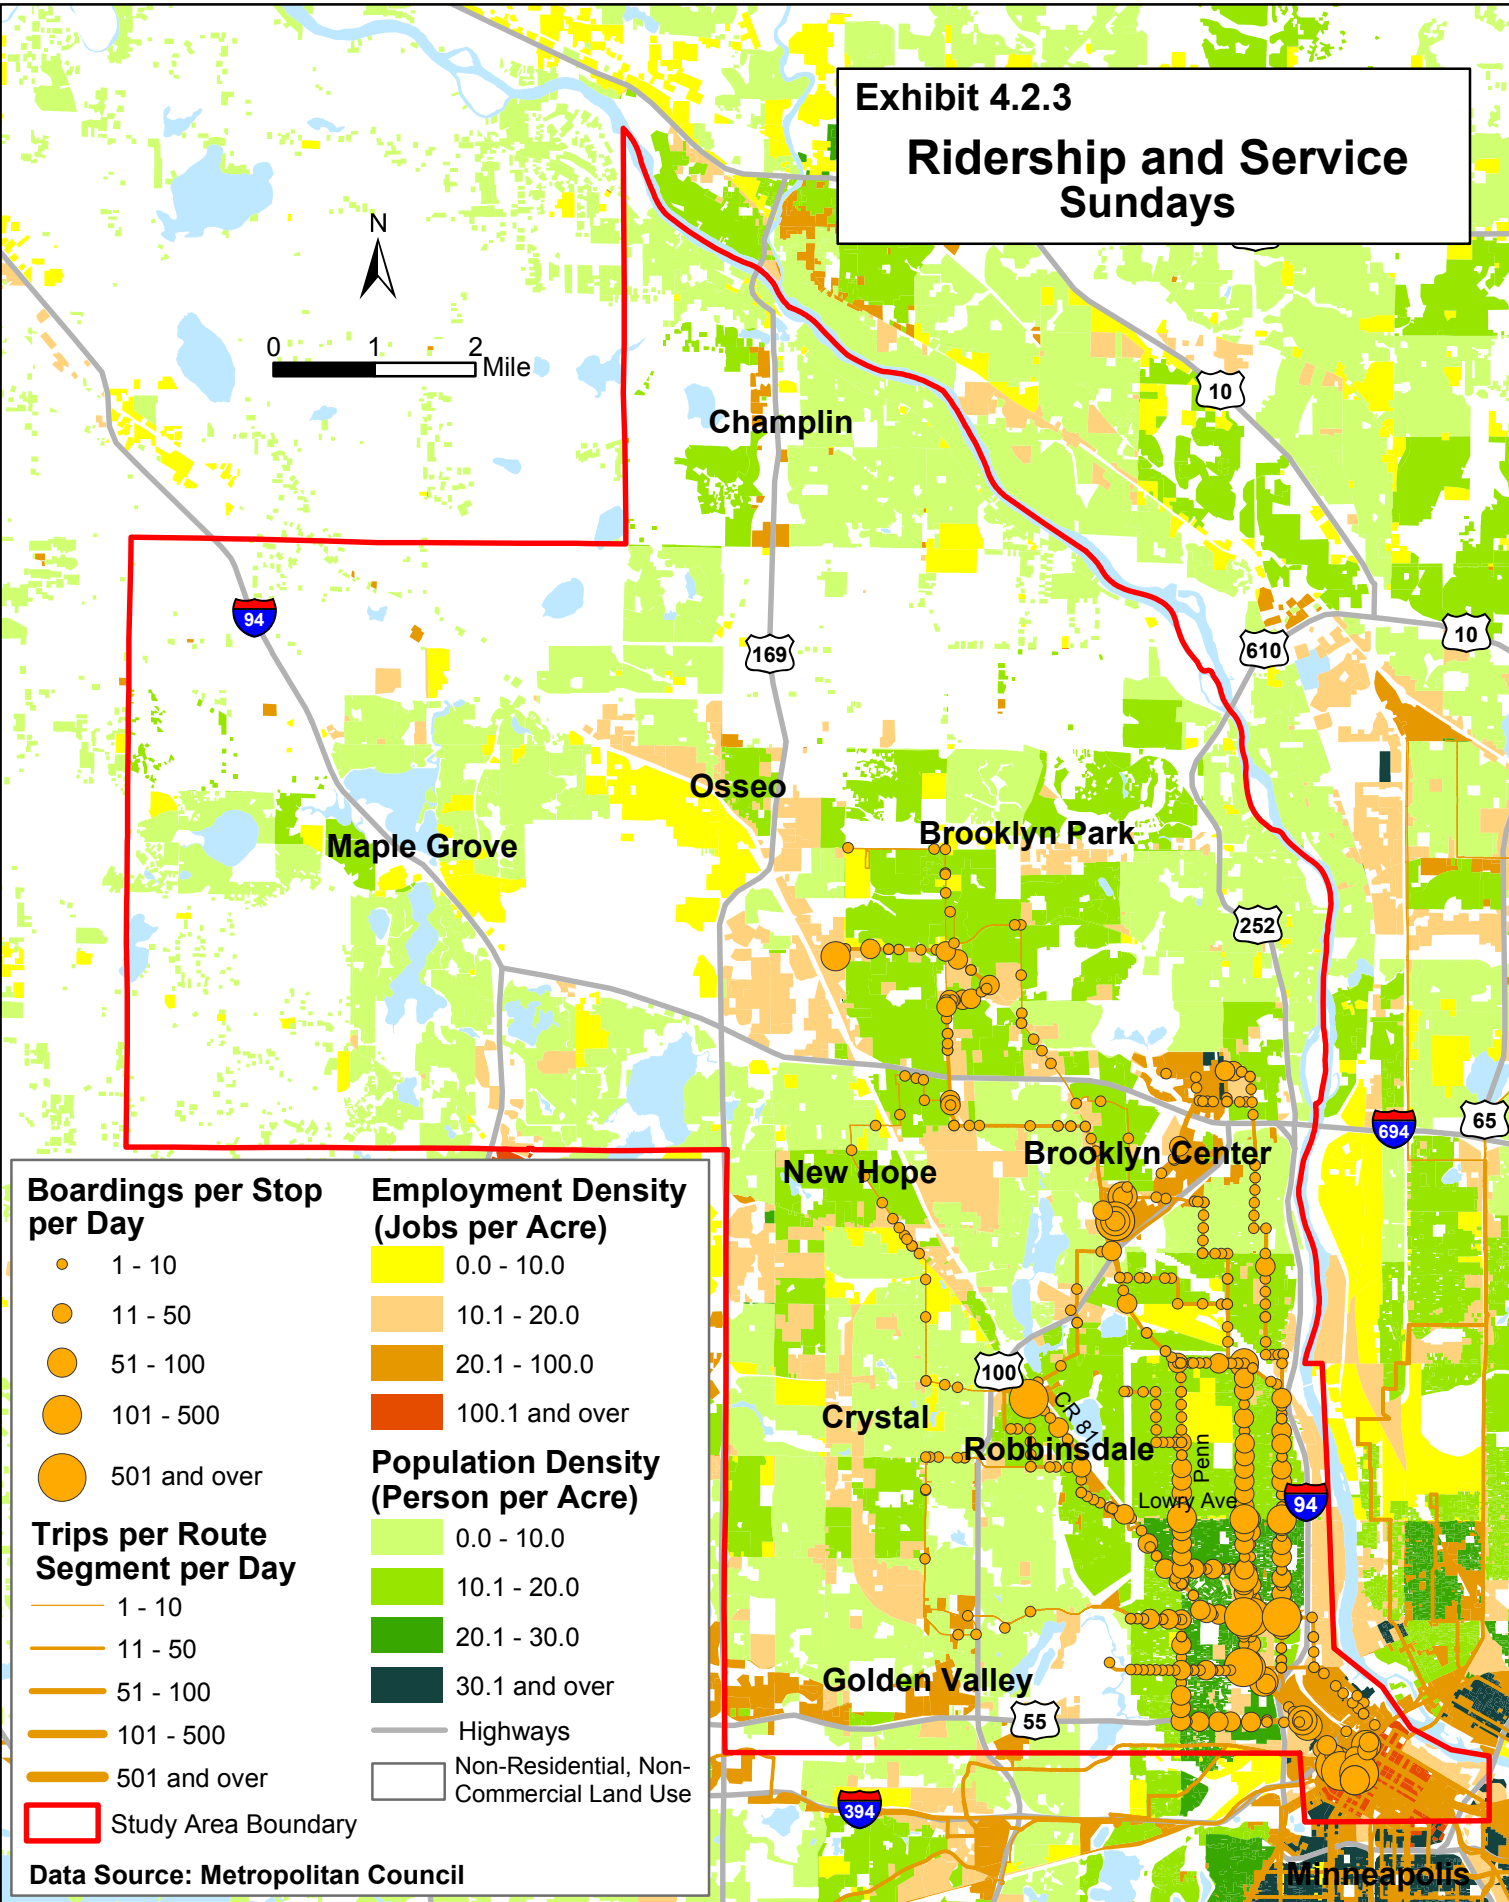 Exhibit 4.2.3
Ridership and Service
Sundays
N
0 1 2
Mile
10
Champlin
94
169
610
10
Osseo
Maple Grove
Brooklyn Park
252
65
694
New Hope
Brooklyn Center
100
CR 81
Crystal
Robbinsdale
Penn
Lowry Ave
94
Golden Valley
55
394
Minneapolis
Boardings per Stop
per Day
1 - 10
11 - 50
51 - 100
101 - 500
501 and over
Trips per Route
Segment per Day
1 - 10
11 - 50
51 - 100
101 - 500
501 and over
Study Area Boundary
Employment Density
(Jobs per Acre)
0.0 - 10.0
10.1 - 20.0
20.1 - 100.0
100.1 and over
Population Density
(Person per Acre)
0.0 - 10.0
10.1 - 20.0
20.1 - 30.0
30.1 and over
Highways
Non-Residential, Non-
Commercial Land Use
Data Source: Metropolitan Council